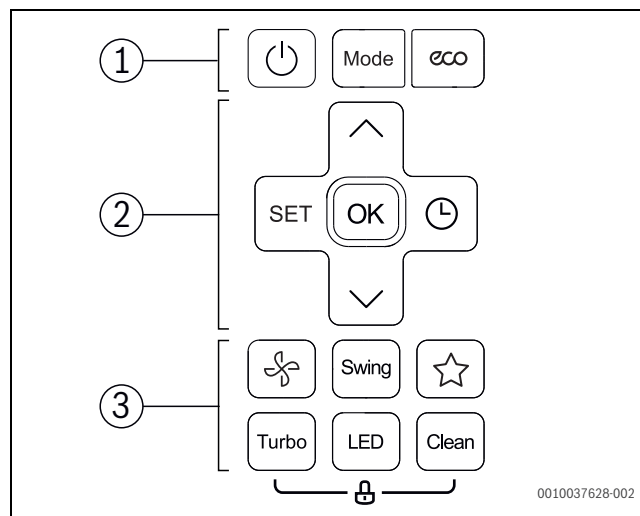 1
Mode eco
2
SET OK
3
Swing
Turbo LED Clean
0010037628-002